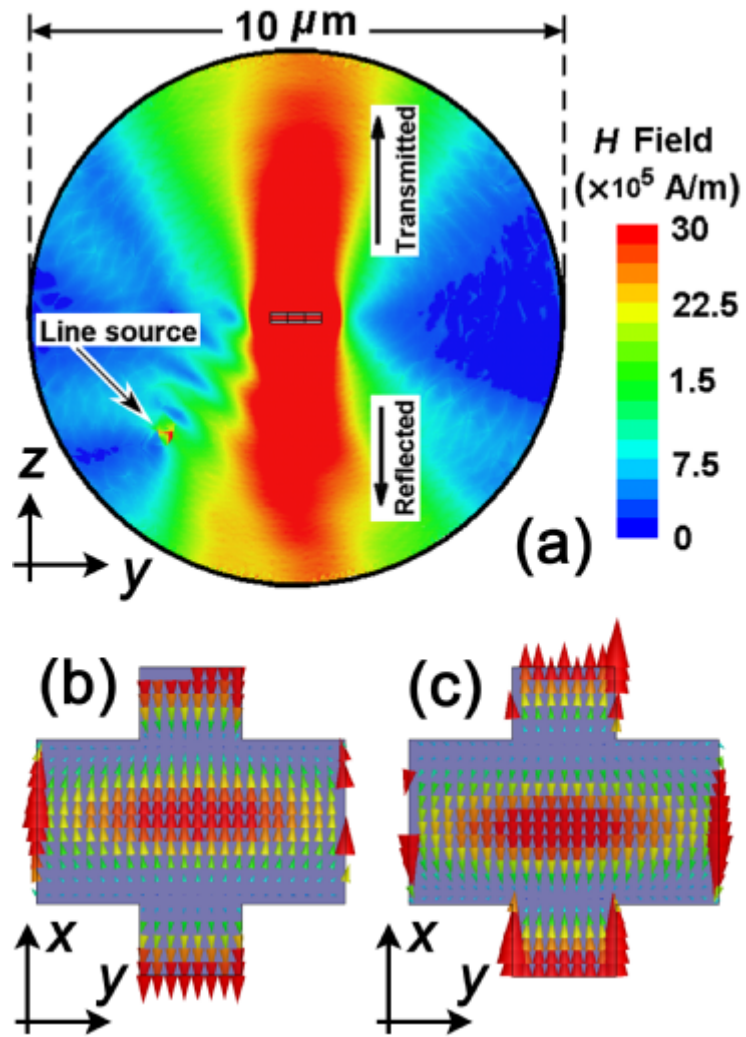 10 μm
Transmitted
H Field
(×10⁵ A/m)
30
22.5
1.5
7.5
0
Line source
Reflected
z
y
(a)
(b)
(c)
x
y
x
y